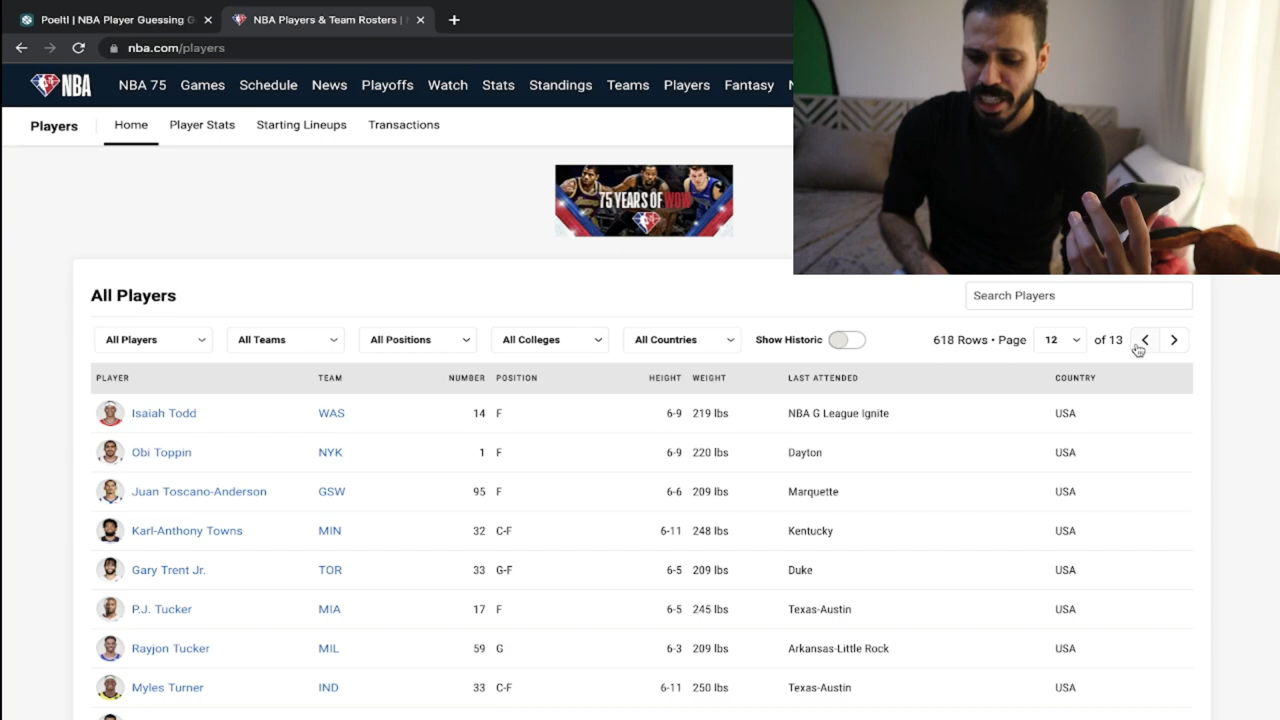 Poeltl | NBA Player Guessing G
NBA Players & Team Rosters |
nba.com/players
NBA
NBA 75 Games Schedule News Playoffs Watch Stats Standings Teams Players Fantasy
Players Home Player Stats Starting Lineups Transactions
75 YEARS OF WOW
All Players
Search Players
All Players All Teams All Positions All Colleges All Countries Show Historic 618 Rows • Page 12 of 13
PLAYER TEAM NUMBER POSITION HEIGHT WEIGHT LAST ATTENDED COUNTRY
Isaiah Todd WAS 14 F 6-9 219 lbs NBA G League Ignite USA
Obi Toppin NYK 1 F 6-9 220 lbs Dayton USA
Juan Toscano-Anderson GSW 95 F 6-6 209 lbs Marquette USA
Karl-Anthony Towns MIN 32 C-F 6-11 248 lbs Kentucky USA
Gary Trent Jr. TOR 33 G-F 6-5 209 lbs Duke USA
P.J. Tucker MIA 17 F 6-5 245 lbs Texas-Austin USA
Rayjon Tucker MIL 59 G 6-3 209 lbs Arkansas-Little Rock USA
Myles Turner IND 33 C-F 6-11 250 lbs Texas-Austin USA